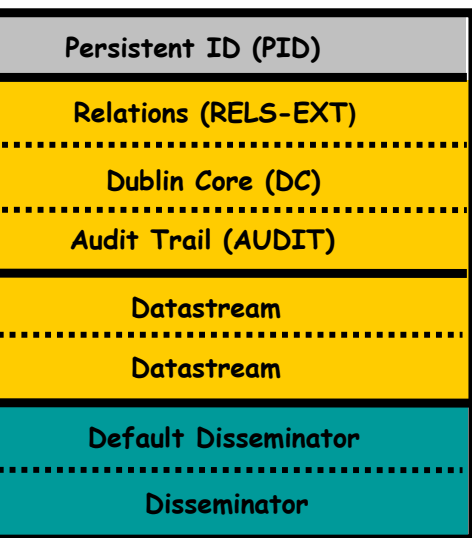 Persistent ID (PID)
Relations (RELS-EXT)
Dublin Core (DC)
Audit Trail (AUDIT)
Datastream
Datastream
Default Disseminator
Disseminator